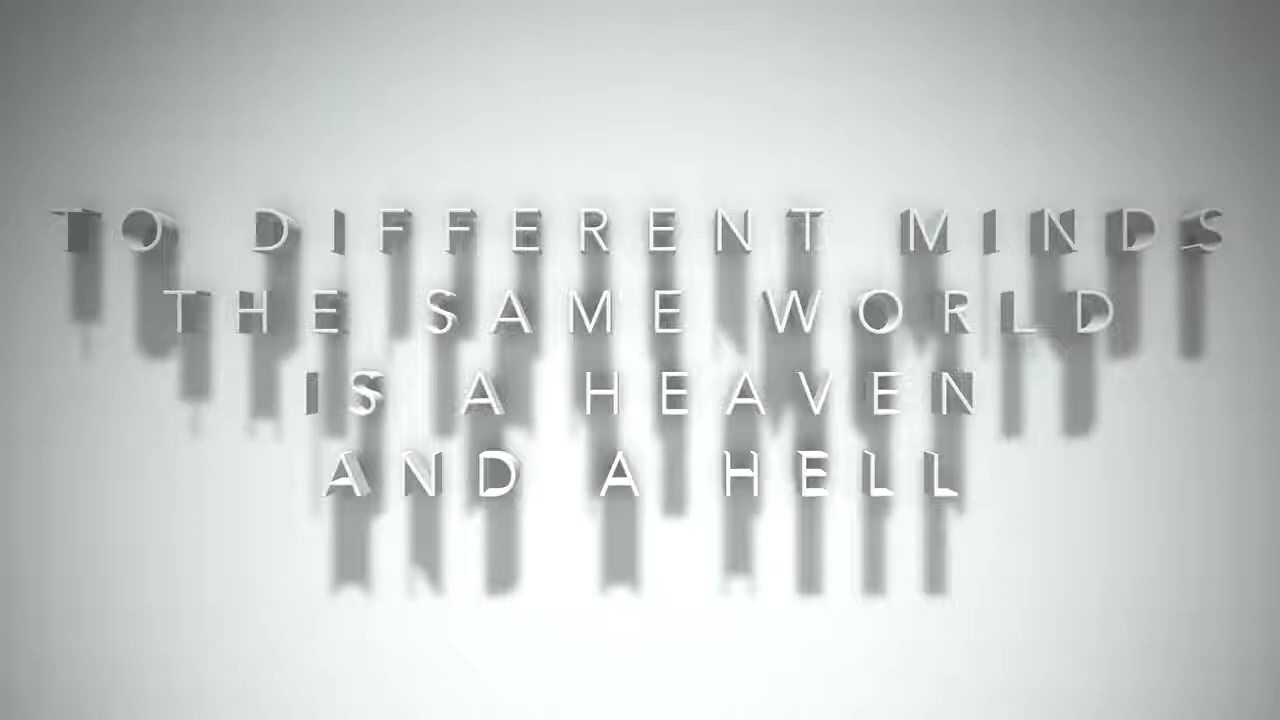 TO DIFFERENT MINDS
THE SAME WORLD
IS A HEAVEN
AND A HELL